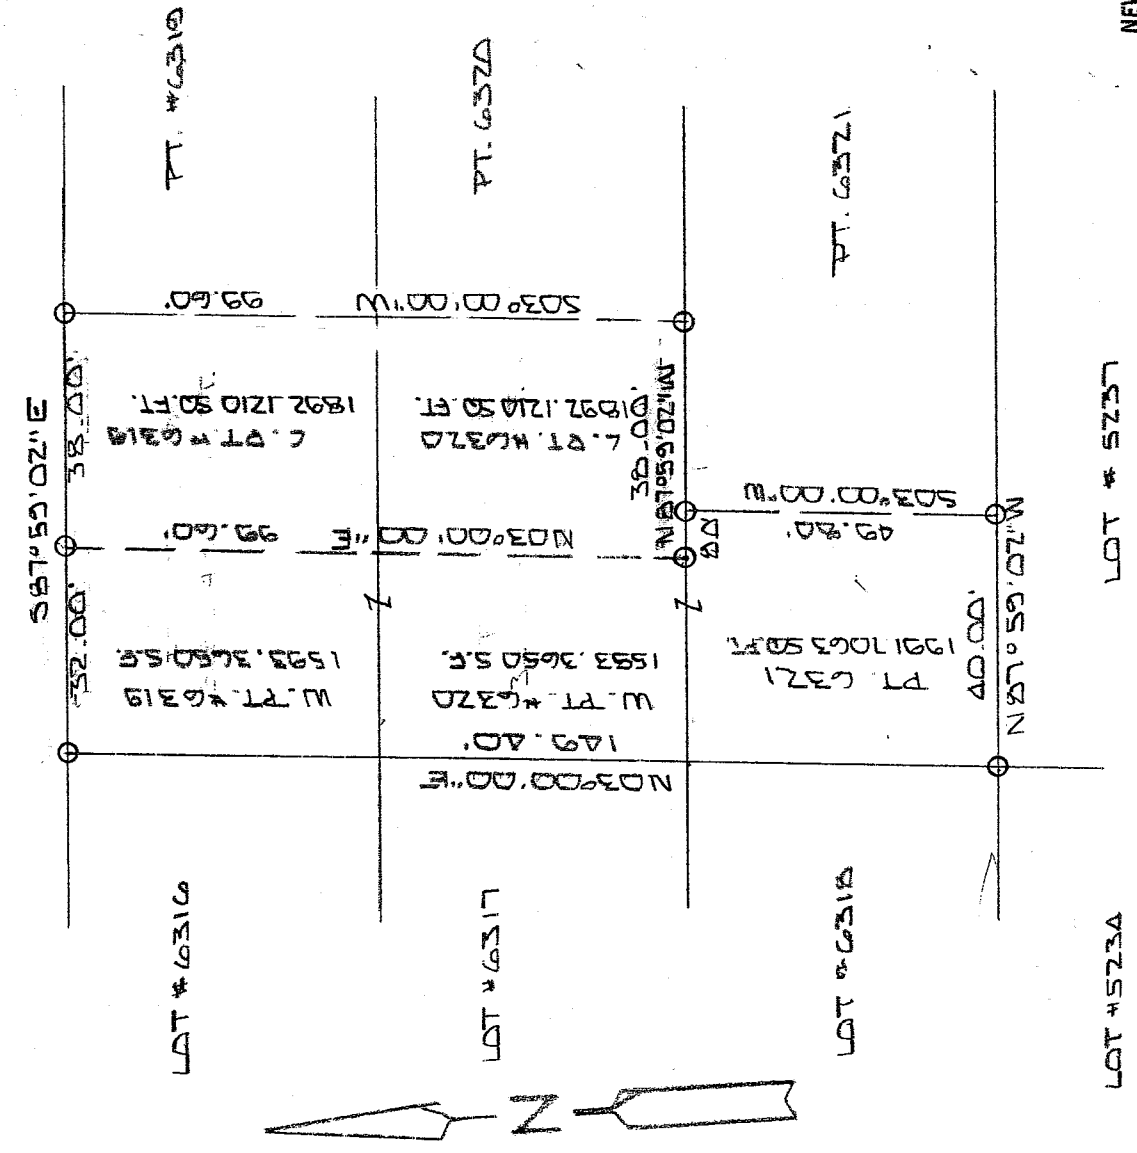 NEW
PT. #6319
PT. 6320
PT. 6321
S87°59'02"E
38.00'
32.00'
99.60'
S03°00'00"W
C. PT #6319
1892.1210 SQ.FT.
C. PT. #6320
1892.1210 SQ.FT.
38.00
N87°59'02"W
99.60'
N03°00'00"E
S03°00'00"W
49.80'
W. PT. #6319
1593.3650 S.F.
W. PT. #6320
1593.3650 S.F.
PT. 6321
1991.7063 SQ.FT.
40.00'
N87°59'02"W
149.40'
N03°00'00"E
LOT # 5237
LOT #6316
LOT #6317
LOT #6318
LOT #5234
N